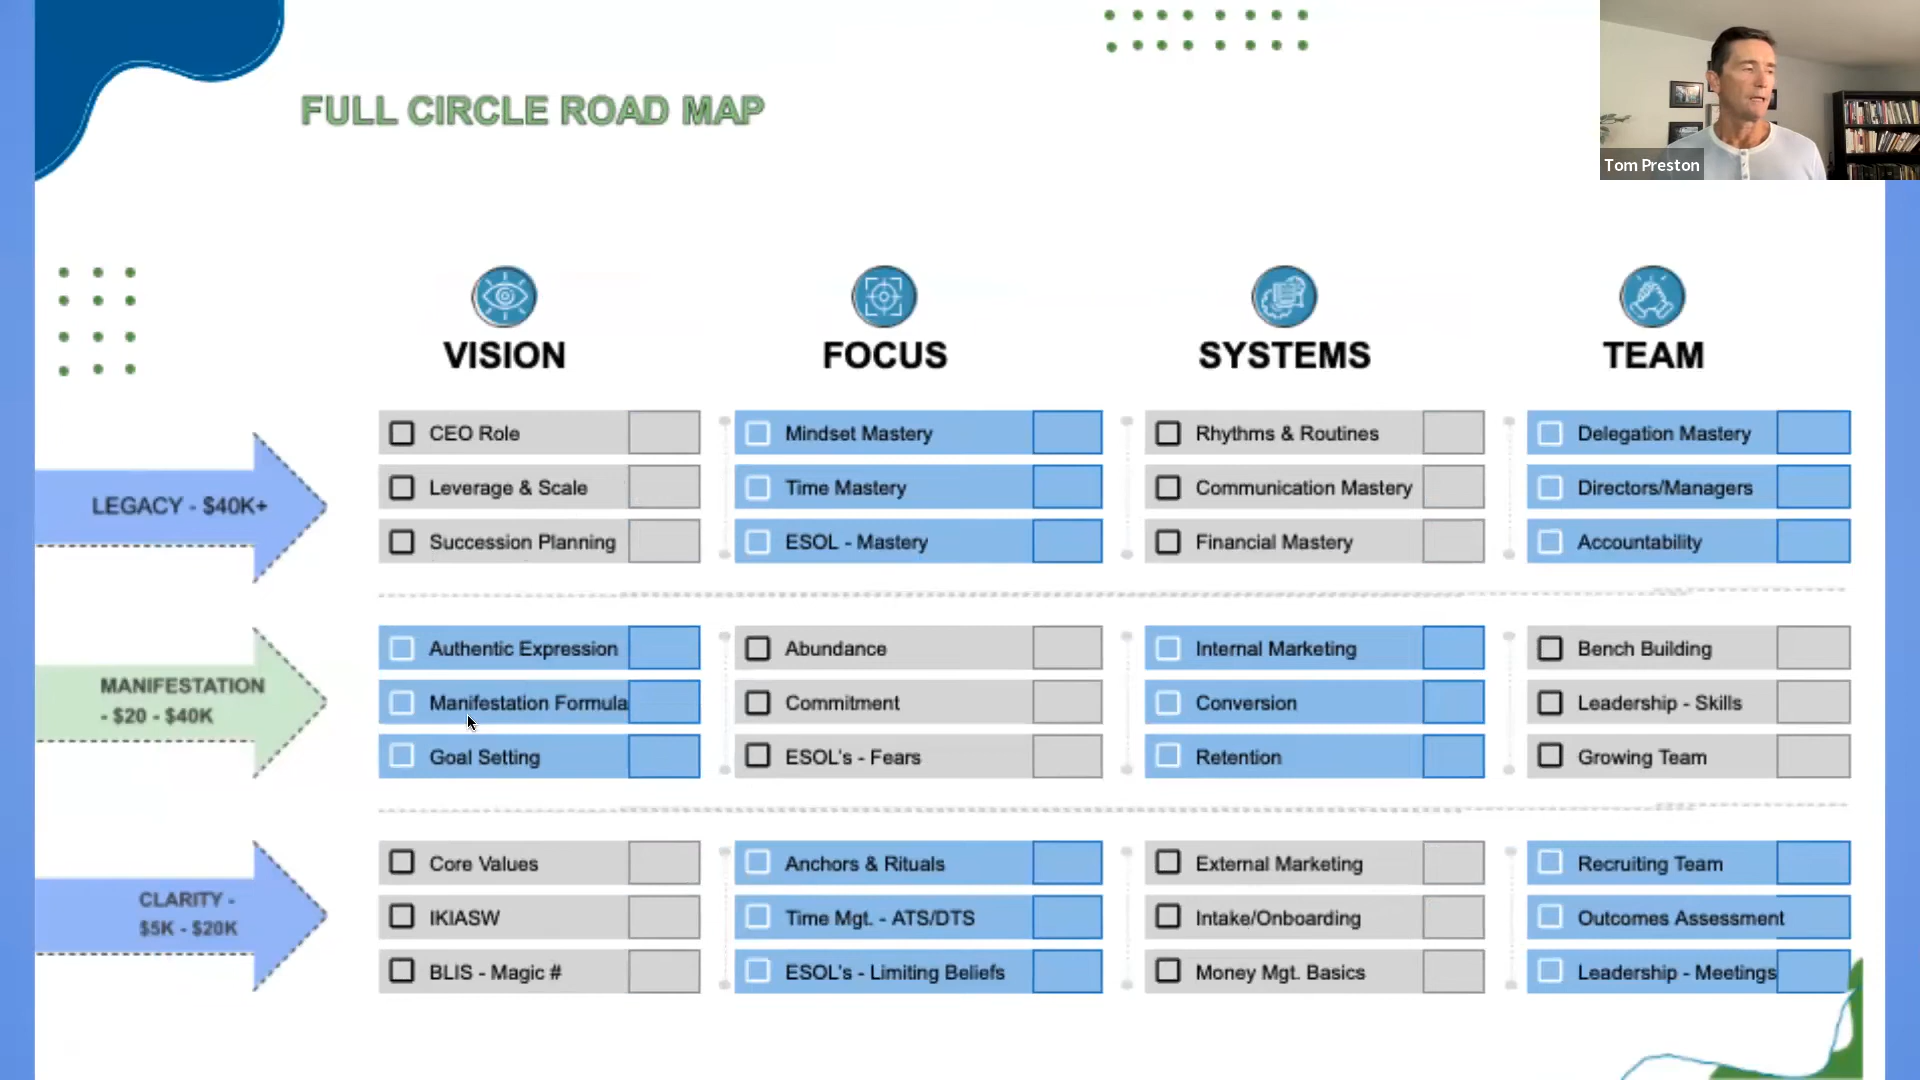 FULL CIRCLE ROAD MAP
Tom Preston
VISION
FOCUS
SYSTEMS
TEAM
LEGACY - $40K+
CEO Role
Mindset Mastery
Rhythms & Routines
Delegation Mastery
Leverage & Scale
Time Mastery
Communication Mastery
Directors/Managers
Succession Planning
ESOL - Mastery
Financial Mastery
Accountability
MANIFESTATION
- $20 - $40K
Authentic Expression
Abundance
Internal Marketing
Bench Building
Manifestation Formula
Commitment
Conversion
Leadership - Skills
Goal Setting
ESOL's - Fears
Retention
Growing Team
CLARITY -
$5K - $20K
Core Values
Anchors & Rituals
External Marketing
Recruiting Team
IKIASW
Time Mgt. - ATS/DTS
Intake/Onboarding
Outcomes Assessment
BLIS - Magic #
ESOL's - Limiting Beliefs
Money Mgt. Basics
Leadership - Meetings